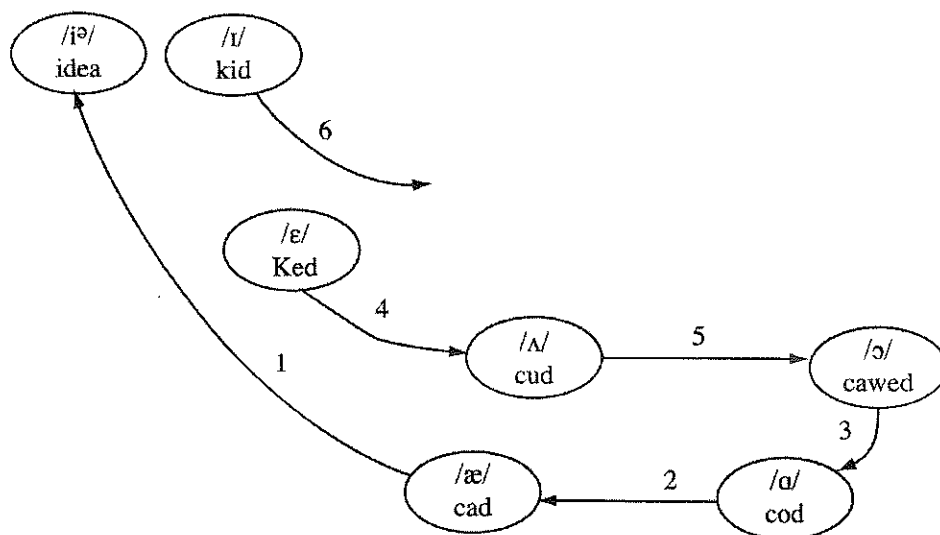 /iᵊ/
idea
/ɪ/
kid
6
/ɛ/
Ked
4
1
/ʌ/
cud
5
/ɔ/
cawed
3
/æ/
cad
2
/ɑ/
cod